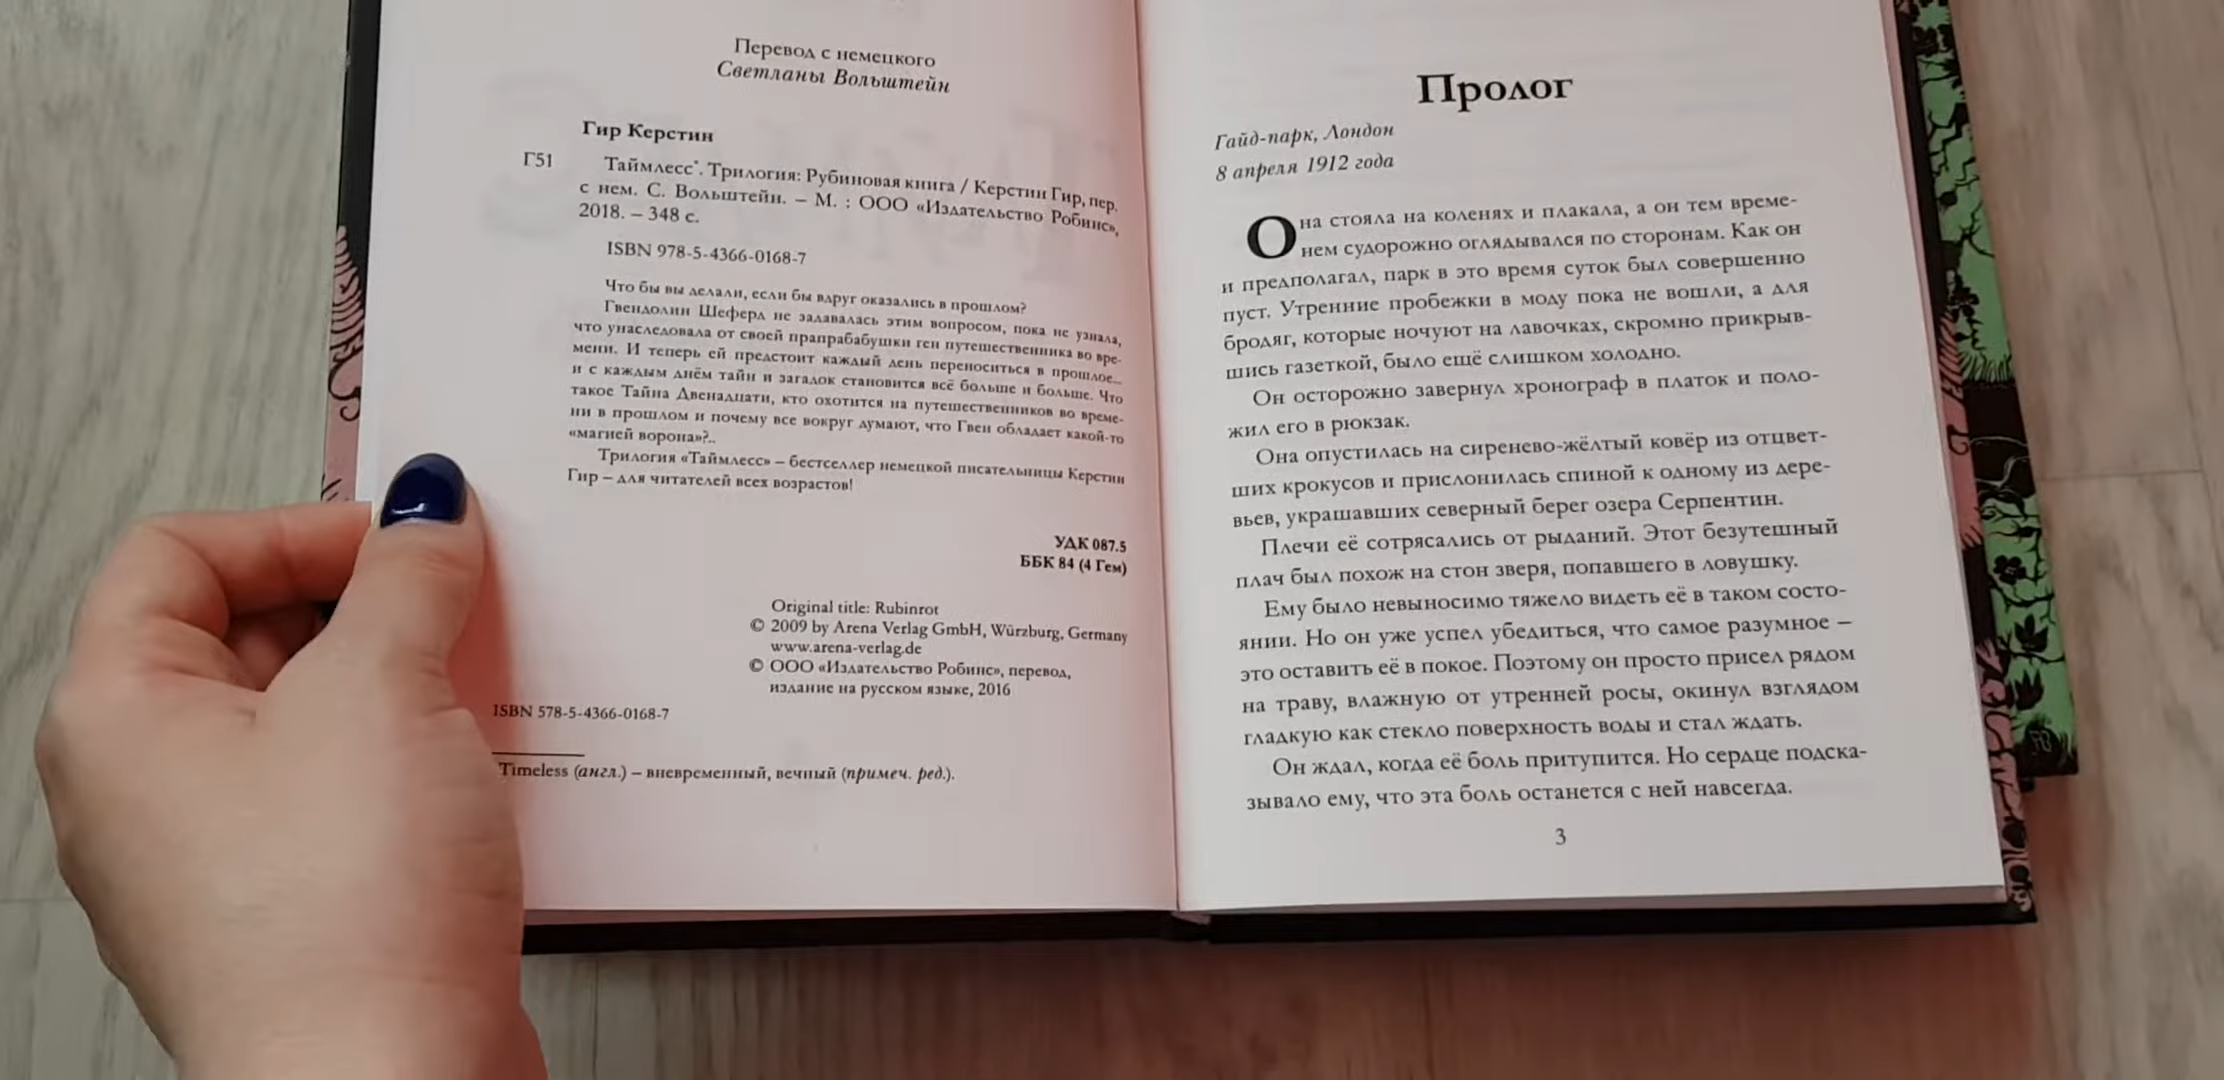 Перевод с немецкого
Светланы Вольштейн
Гир Керстин
Г51
Таймлесс*. Трилогия: Рубиновая книга / Керстин Гир, пер.
с нем. С. Вольштейн. – М. : ООО «Издательство Робинс»,
2018. – 348 с.
ISBN 978-5-4366-0168-7
Что бы вы делали, если бы вдруг оказались в прошлом?
Гвендолин Шеферд не задавалась этим вопросом, пока не узнала,
что унаследовала от своей прапрабабушки ген путешественника во вре-
мени. И теперь ей предстоит каждый день переноситься в прошлое...
и с каждым днём тайн и загадок становится всё больше и больше. Что
такое Тайна Двенадцати, кто охотится на путешественников во време-
ни в прошлом и почему все вокруг думают, что Гвен обладает какой-то
«магией ворона»?..
Трилогия «Таймлесс» – бестселлер немецкой писательницы Керстин
Гир – для читателей всех возрастов!
УДК 087.5
ББК 84 (4 Гем)
Original title: Rubinrot
© 2009 by Arena Verlag GmbH, Würzburg, Germany
www.arena-verlag.de
© ООО «Издательство Робинс», перевод,
издание на русском языке, 2016
ISBN 578-5-4366-0168-7
Timeless (англ.) – вневременный, вечный (примеч. ред.).
Пролог
Гайд-парк, Лондон
8 апреля 1912 года
Она стояла на коленях и плакала, а он тем време-
нем судорожно оглядывался по сторонам. Как он
и предполагал, парк в это время суток был совершенно
пуст. Утренние пробежки в моду пока не вошли, а для
бродяг, которые ночуют на лавочках, скромно прикрыв-
шись газеткой, было ещё слишком холодно.
Он осторожно завернул хронограф в платок и поло-
жил его в рюкзак.
Она опустилась на сиренево-жёлтый ковёр из отцвет-
ших крокусов и прислонилась спиной к одному из дере-
вьев, украшавших северный берег озера Серпентин.
Плечи её сотрясались от рыданий. Этот безутешный
плач был похож на стон зверя, попавшего в ловушку.
Ему было невыносимо тяжело видеть её в таком состо-
янии. Но он уже успел убедиться, что самое разумное –
это оставить её в покое. Поэтому он просто присел рядом
на траву, влажную от утренней росы, окинул взглядом
гладкую как стекло поверхность воды и стал ждать.
Он ждал, когда её боль притупится. Но сердце подска-
зывало ему, что эта боль останется с ней навсегда.
3